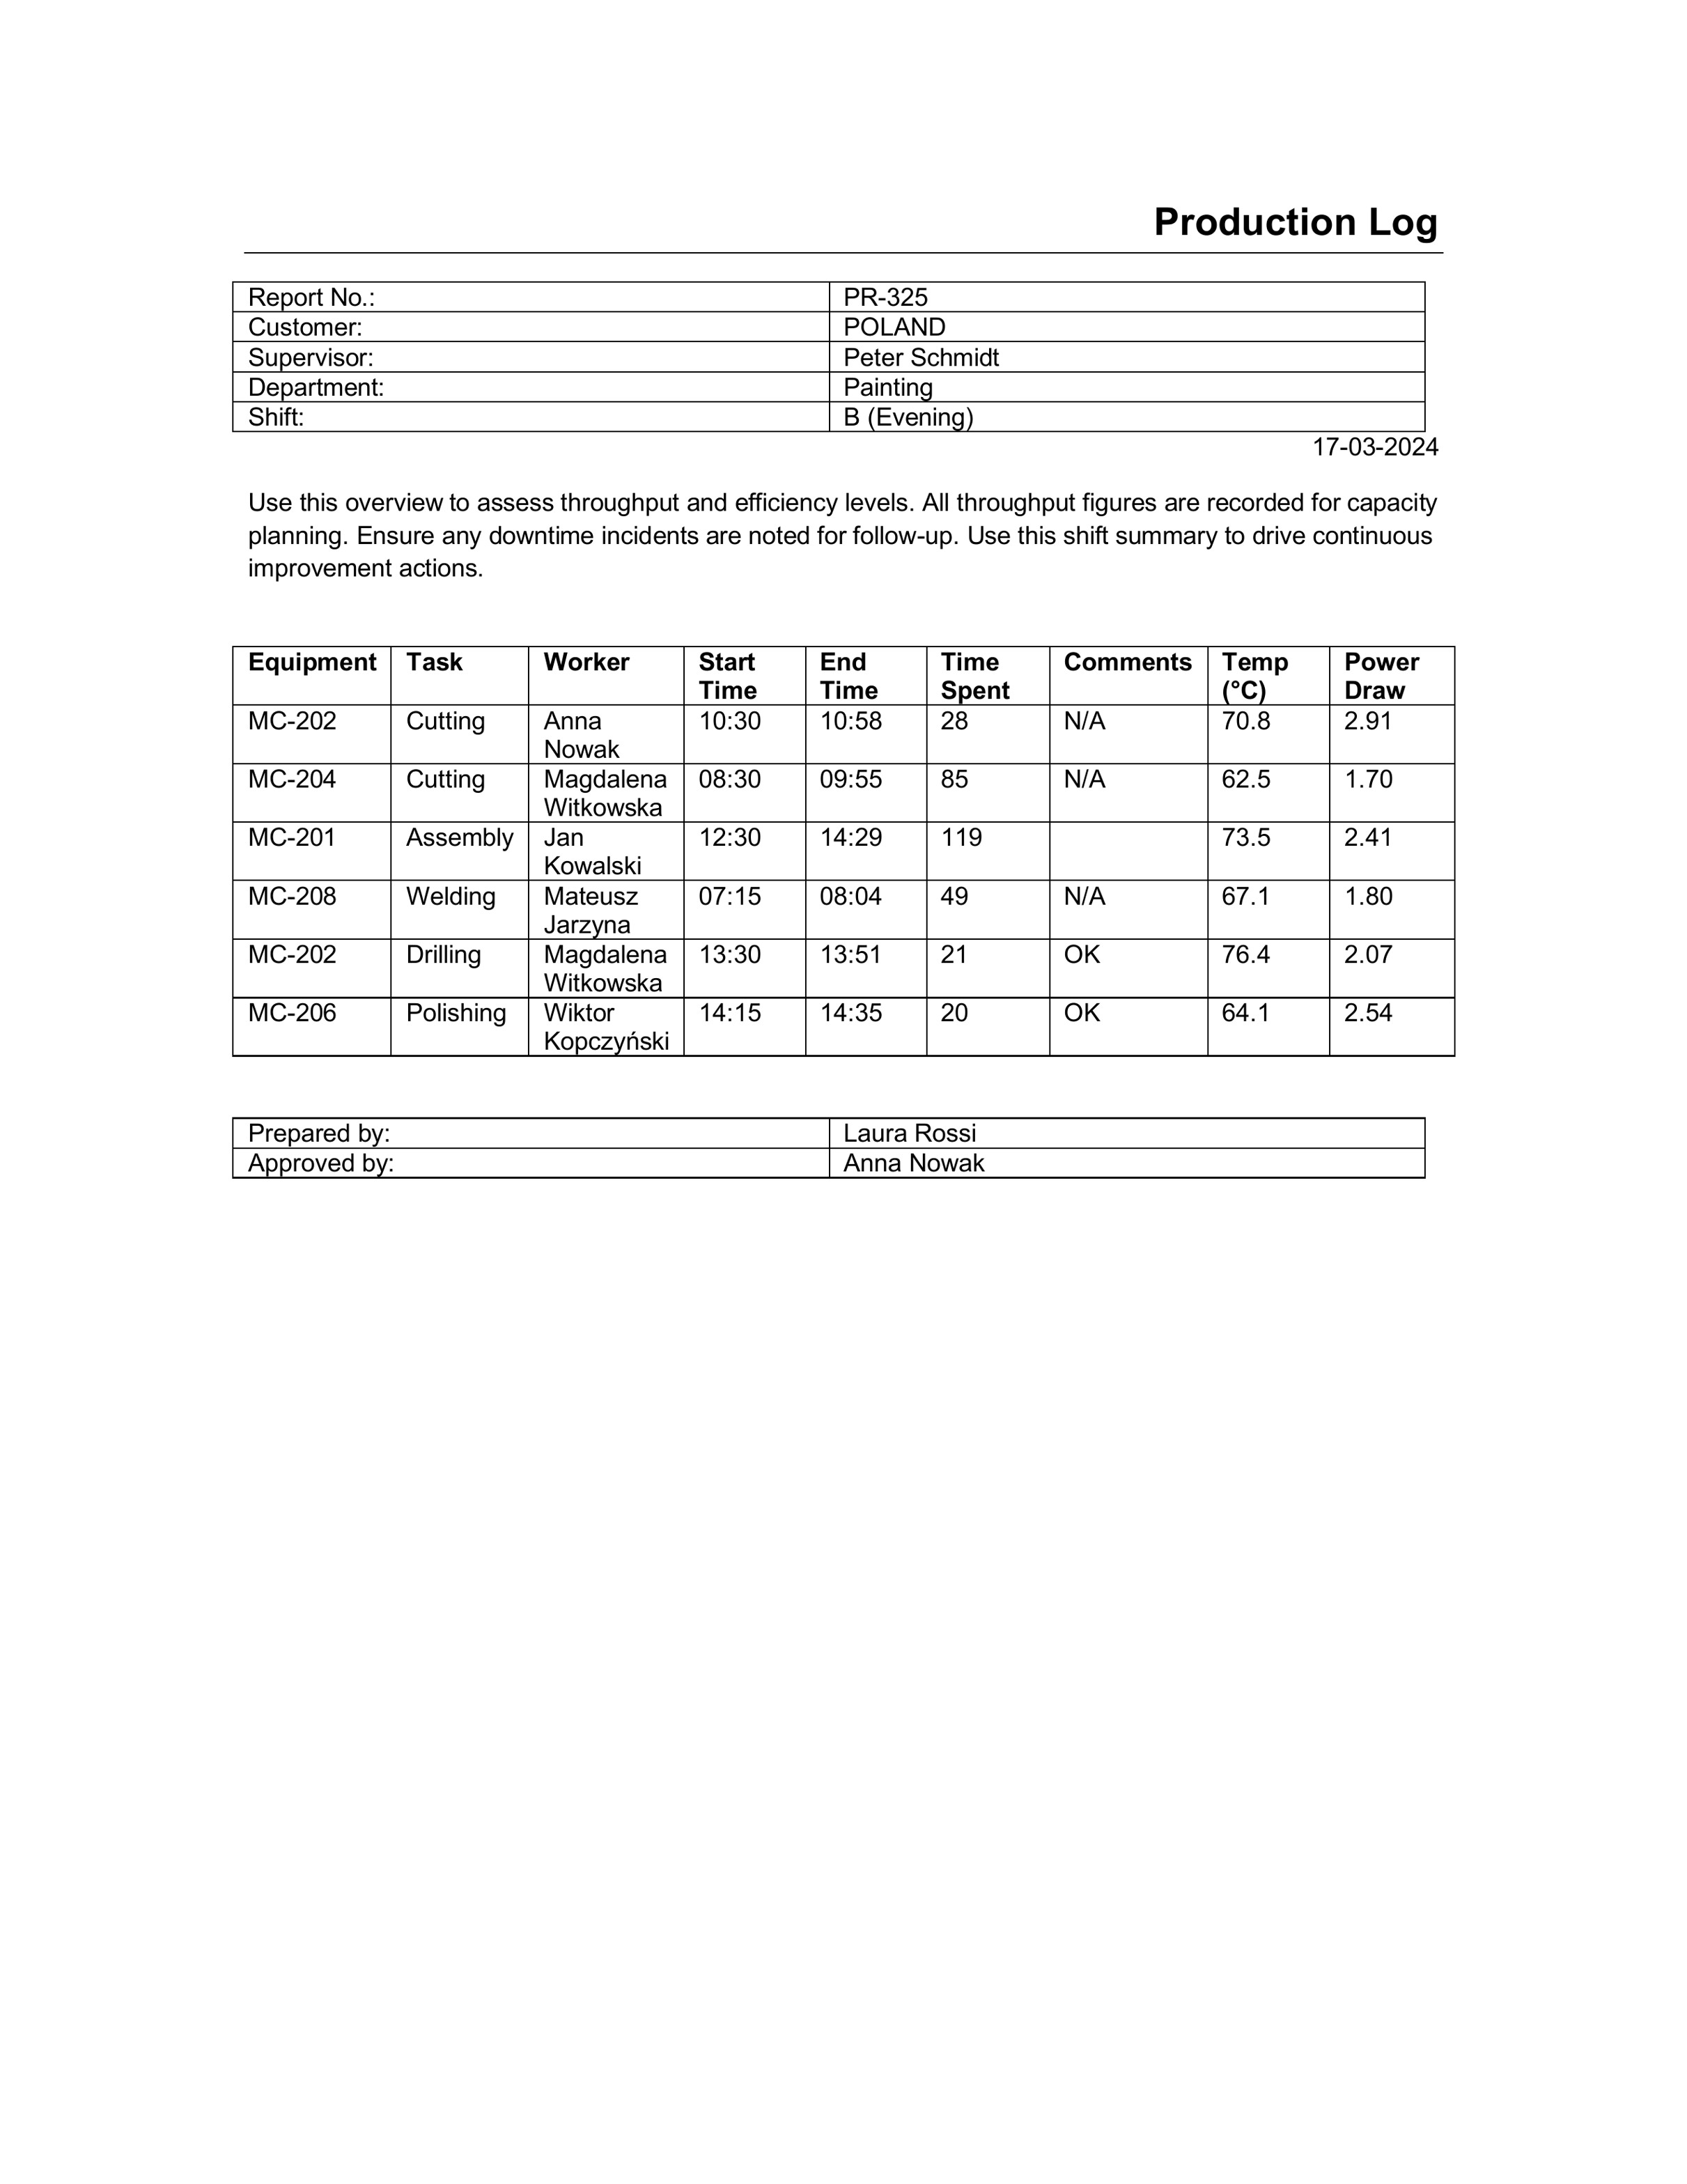 Production Log
Report No.: PR-325
Customer: POLAND
Supervisor: Peter Schmidt
Department: Painting
Shift: B (Evening)
17-03-2024
Use this overview to assess throughput and efficiency levels. All throughput figures are recorded for capacity
planning. Ensure any downtime incidents are noted for follow-up. Use this shift summary to drive continuous
improvement actions.
Equipment Task Worker Start Time End Time Time Spent Comments Temp (°C) Power Draw
MC-202 Cutting Anna Nowak 10:30 10:58 28 N/A 70.8 2.91
MC-204 Cutting Magdalena Witkowska 08:30 09:55 85 N/A 62.5 1.70
MC-201 Assembly Jan Kowalski 12:30 14:29 119 73.5 2.41
MC-208 Welding Mateusz Jarzyna 07:15 08:04 49 N/A 67.1 1.80
MC-202 Drilling Magdalena Witkowska 13:30 13:51 21 OK 76.4 2.07
MC-206 Polishing Wiktor Kopczyński 14:15 14:35 20 OK 64.1 2.54
Prepared by: Laura Rossi
Approved by: Anna Nowak